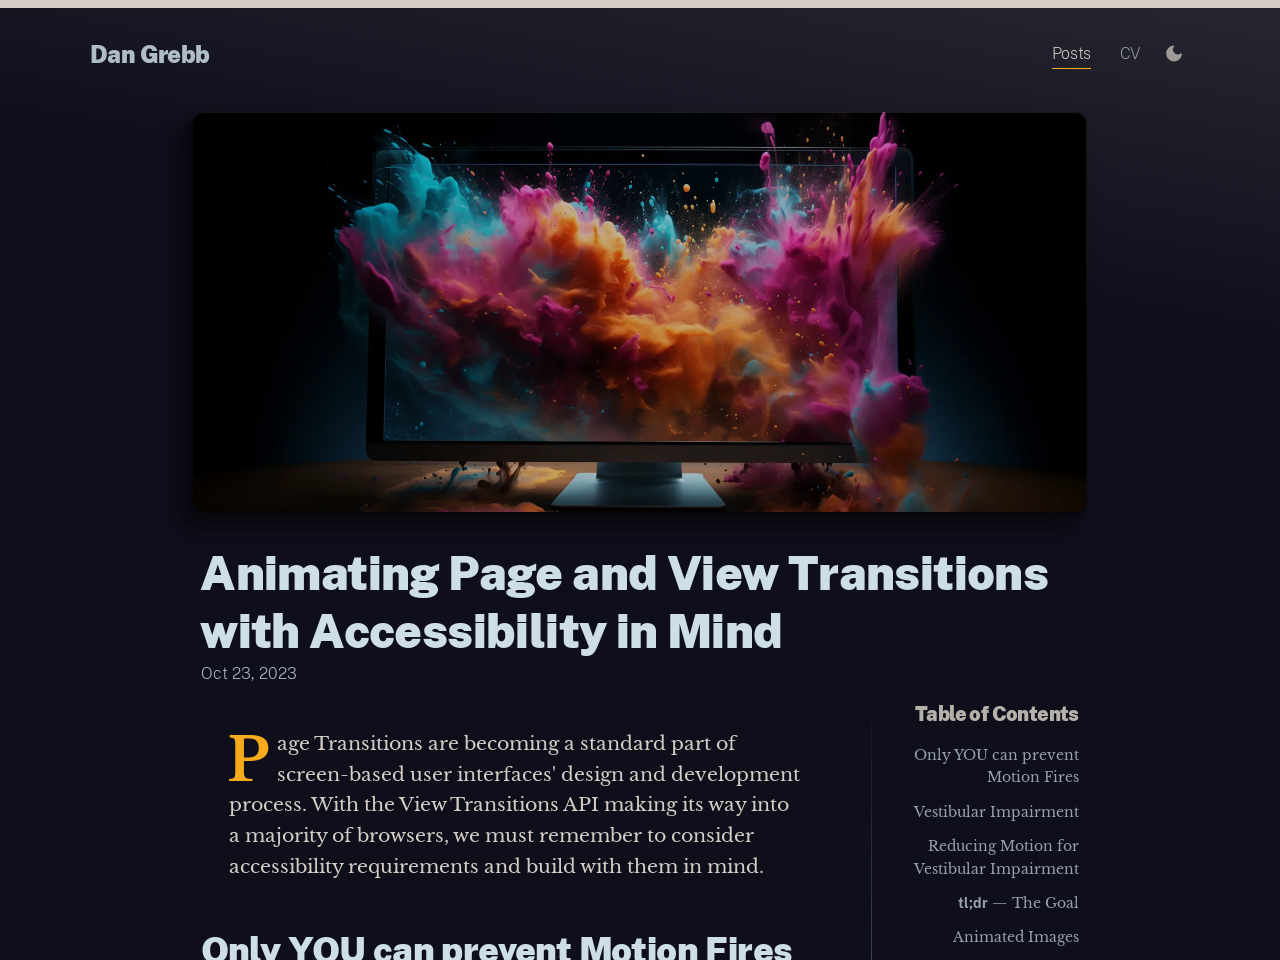 Dan Grebb
Posts
CV
Animating Page and View Transitions
with Accessibility in Mind
Oct 23, 2023
Page Transitions are becoming a standard part of
screen-based user interfaces' design and development
process. With the View Transitions API making its way into
a majority of browsers, we must remember to consider
accessibility requirements and build with them in mind.
Only YOU can prevent Motion Fires
Table of Contents
Only YOU can prevent
Motion Fires
Vestibular Impairment
Reducing Motion for
Vestibular Impairment
tl;dr — The Goal
Animated Images